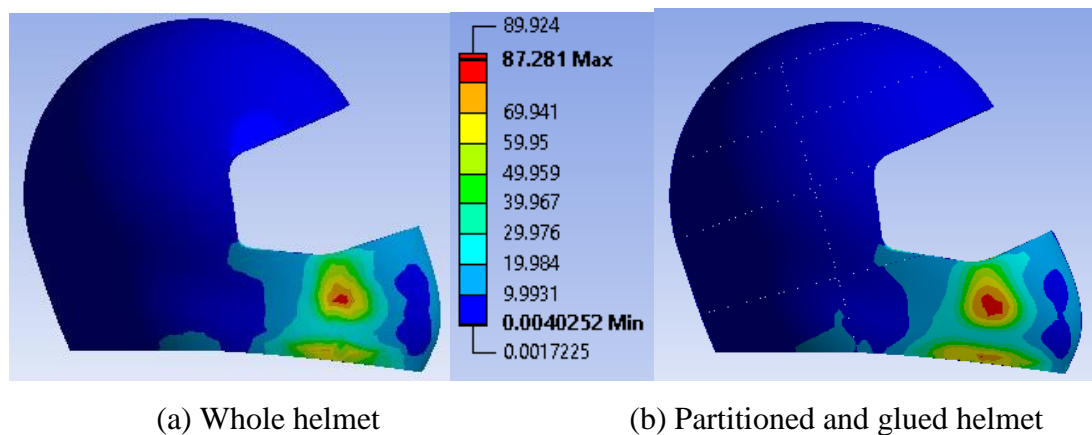 89.924
87.281 Max
69.941
59.95
49.959
39.967
29.976
19.984
9.9931
0.0040252 Min
0.0017225
(a) Whole helmet
(b) Partitioned and glued helmet